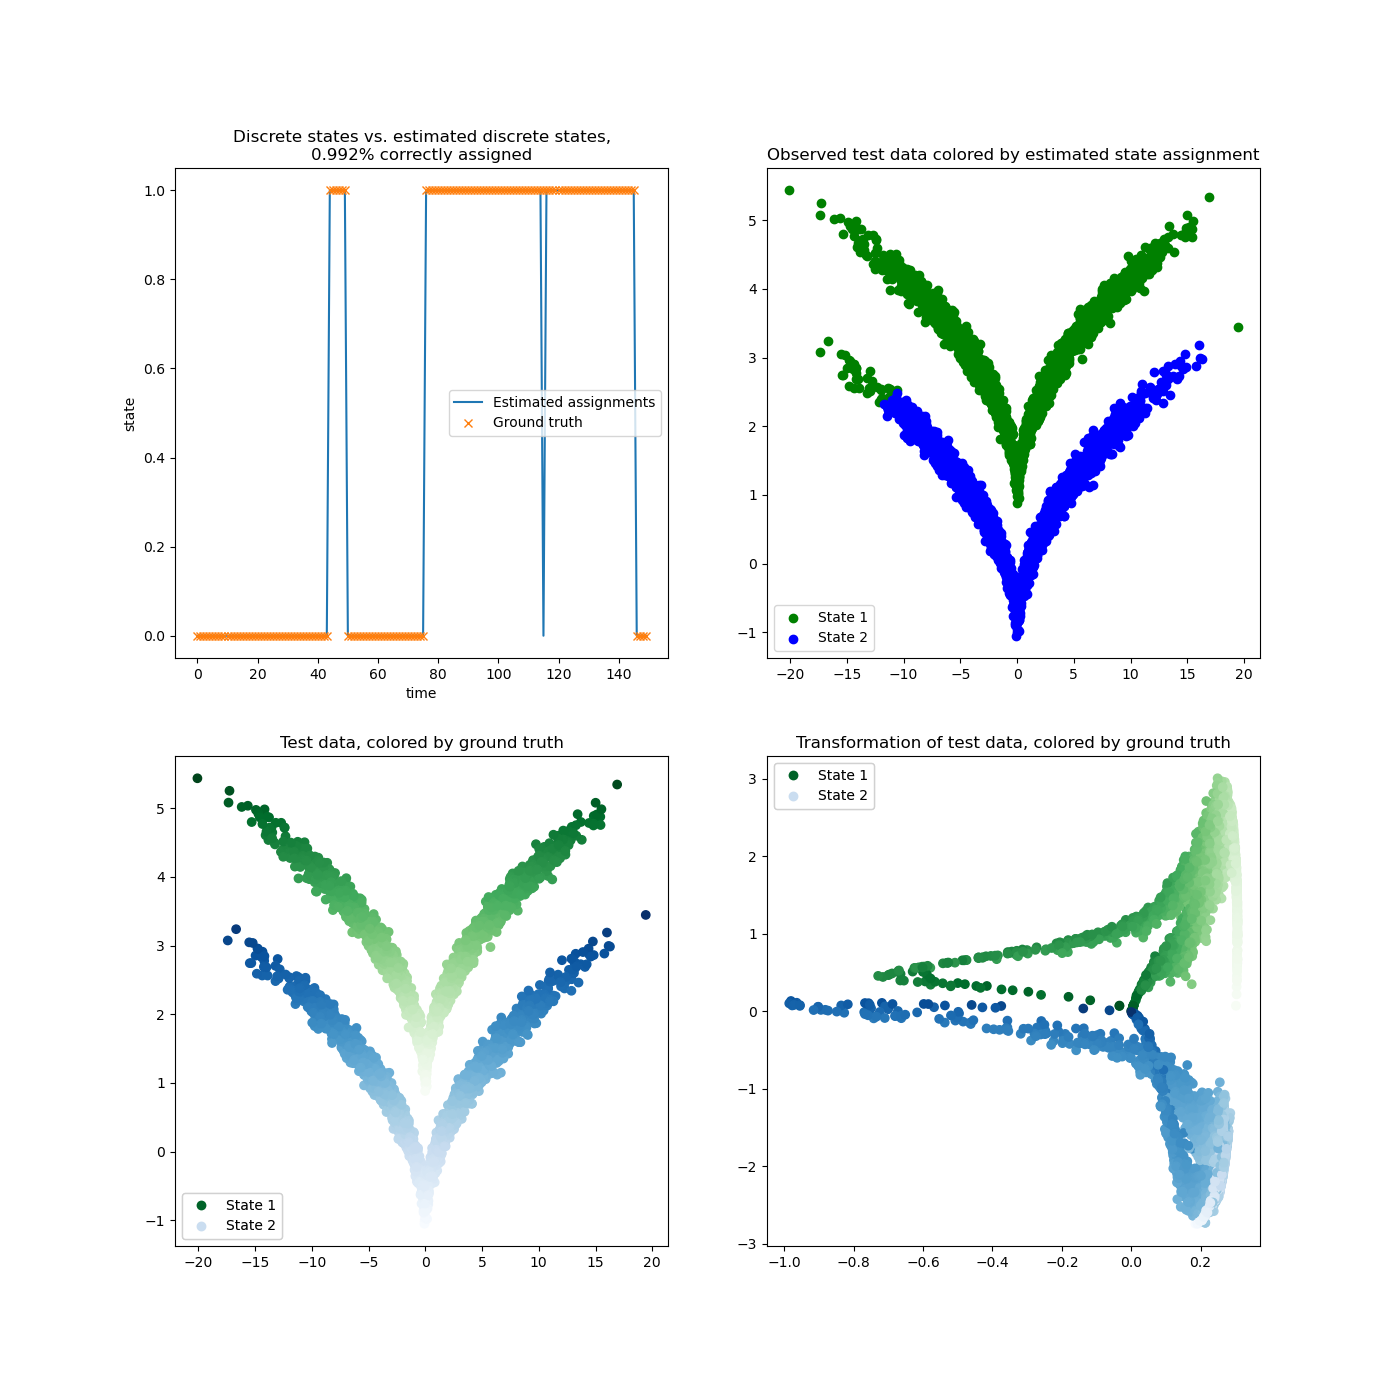 Discrete states vs. estimated discrete states,
0.992% correctly assigned
1.0
0.8
0.6
0.4
0.2
0.0
state
Estimated assignments
Ground truth
0 20 40 60 80 100 120 140
time
Observed test data colored by estimated state assignment
5
4
3
2
1
0
−1
State 1
State 2
−20 −15 −10 −5 0 5 10 15 20
Test data, colored by ground truth
5
4
3
2
1
0
−1
State 1
State 2
−20 −15 −10 −5 0 5 10 15 20
Transformation of test data, colored by ground truth
State 1
State 2
3
2
1
0
−1
−2
−3
−1.0 −0.8 −0.6 −0.4 −0.2 0.0 0.2